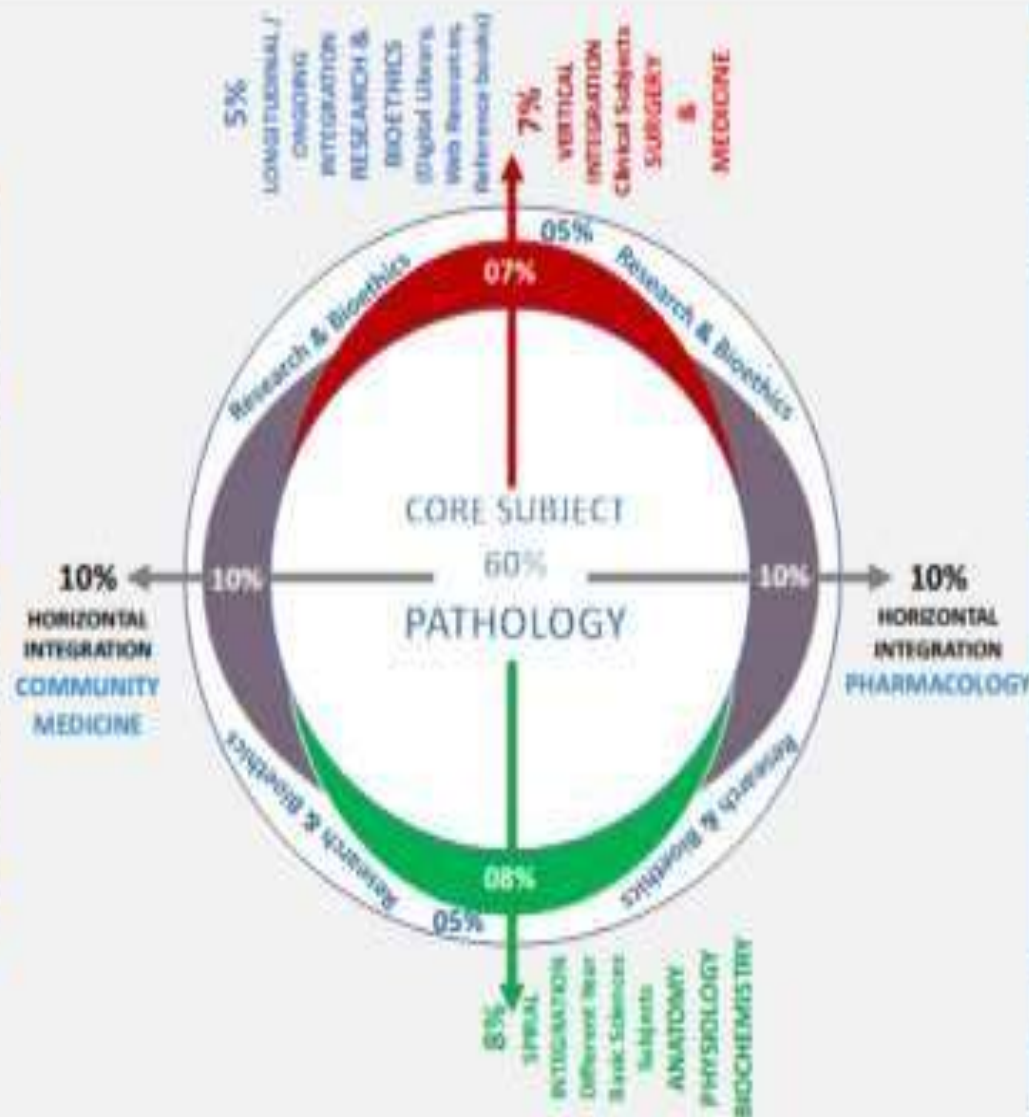 5%
LONGITUDINAL /
ONGOING
INTEGRATION
RESEARCH &
BIOETHICS
(Digital Library,
Web Resources,
Reference books)
7%
VERTICAL
INTEGRATION
Clinical Subjects
SURGERY
&
MEDICINE
05%
Research & Bioethics
Research & Bioethics
07%
CORE SUBJECT
60%
PATHOLOGY
10%
HORIZONTAL
INTEGRATION
COMMUNITY
MEDICINE
10%
10%
10%
HORIZONTAL
INTEGRATION
PHARMACOLOGY
Research & Bioethics
Research & Bioethics
08%
05%
8%
SPIRAL
INTEGRATION
Different Year
Basic Sciences
Subjects
ANATOMY
PHYSIOLOGY
BIOCHEMISTRY